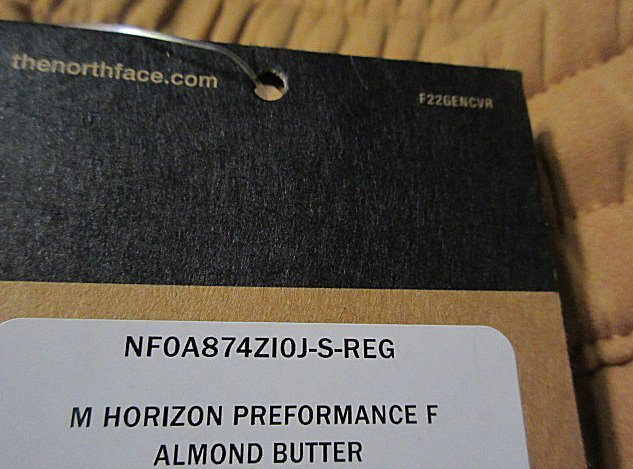 thenorthface.com
F22GENCVR
NF0A874ZI0J-S-REG
M HORIZON PREFORMANCE F
ALMOND BUTTER